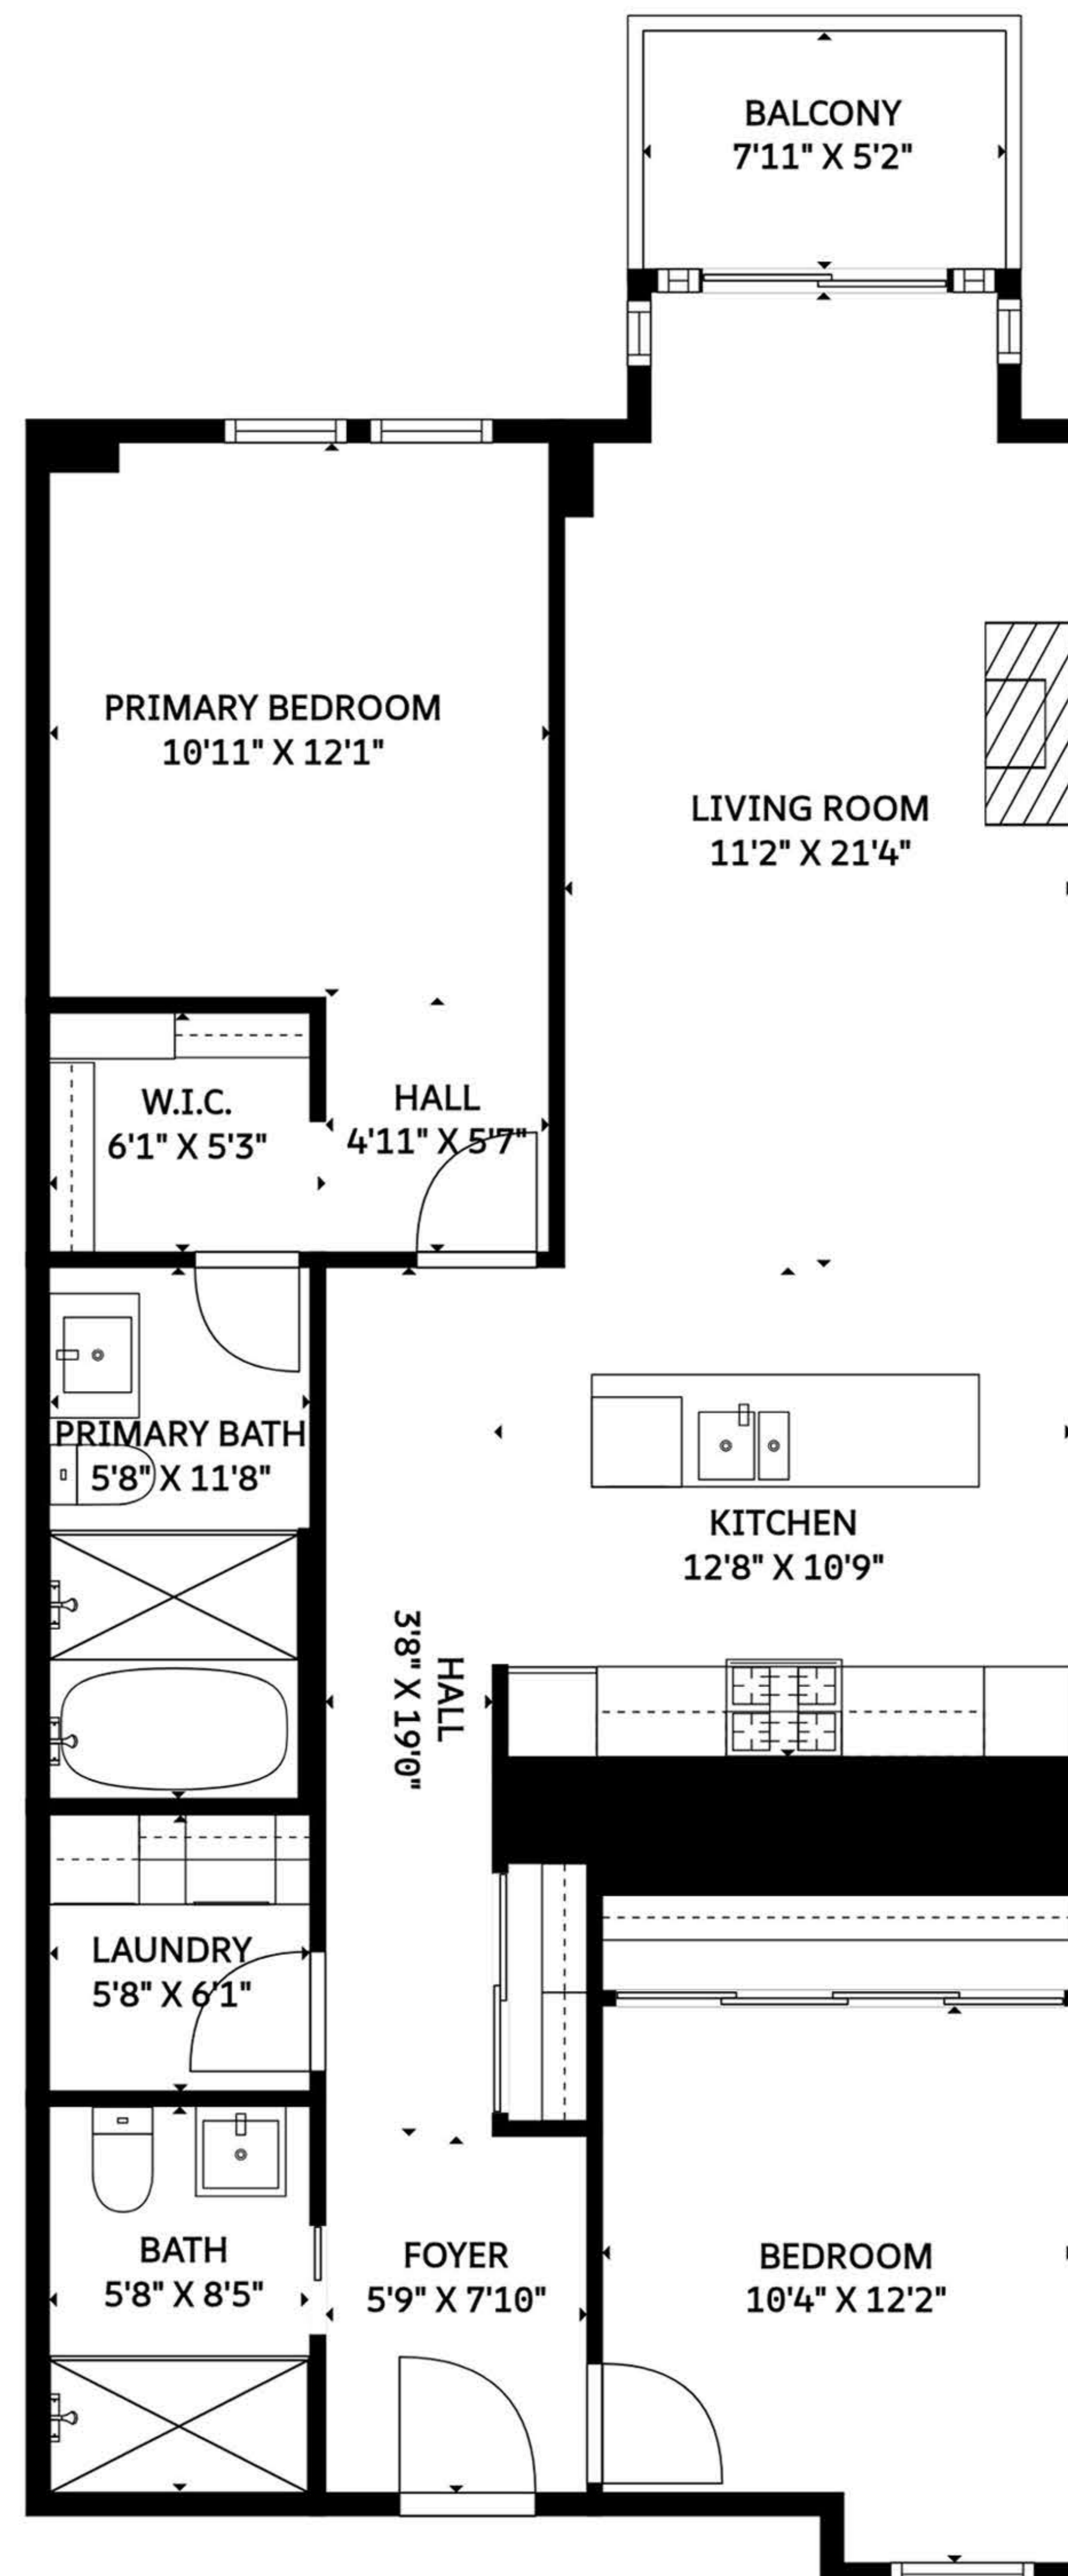 BALCONY
7'11" X 5'2"
PRIMARY BEDROOM
10'11" X 12'1"
LIVING ROOM
11'2" X 21'4"
W.I.C.
6'1" X 5'3"
HALL
4'11" X 5'7"
PRIMARY BATH
5'8" X 11'8"
KITCHEN
12'8" X 10'9"
HALL
3'8" X 19'0"
LAUNDRY
5'8" X 6'1"
BATH
5'8" X 8'5"
FOYER
5'9" X 7'10"
BEDROOM
10'4" X 12'2"